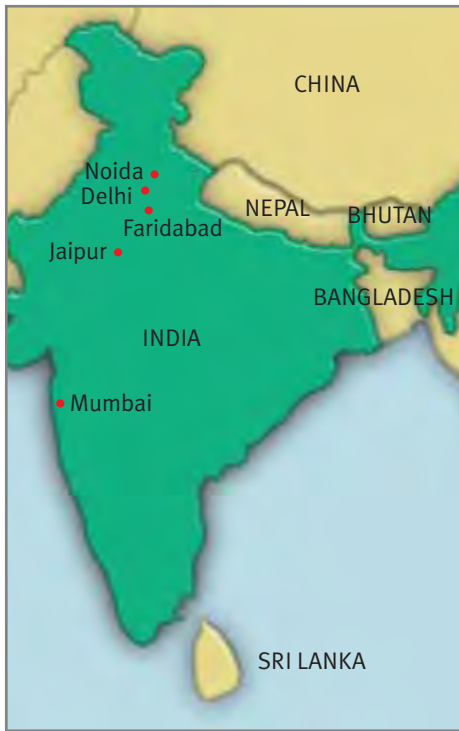 CHINA
Noida
Delhi
NEPAL
BHUTAN
Faridabad
Jaipur
BANGLADESH
INDIA
Mumbai
SRI LANKA